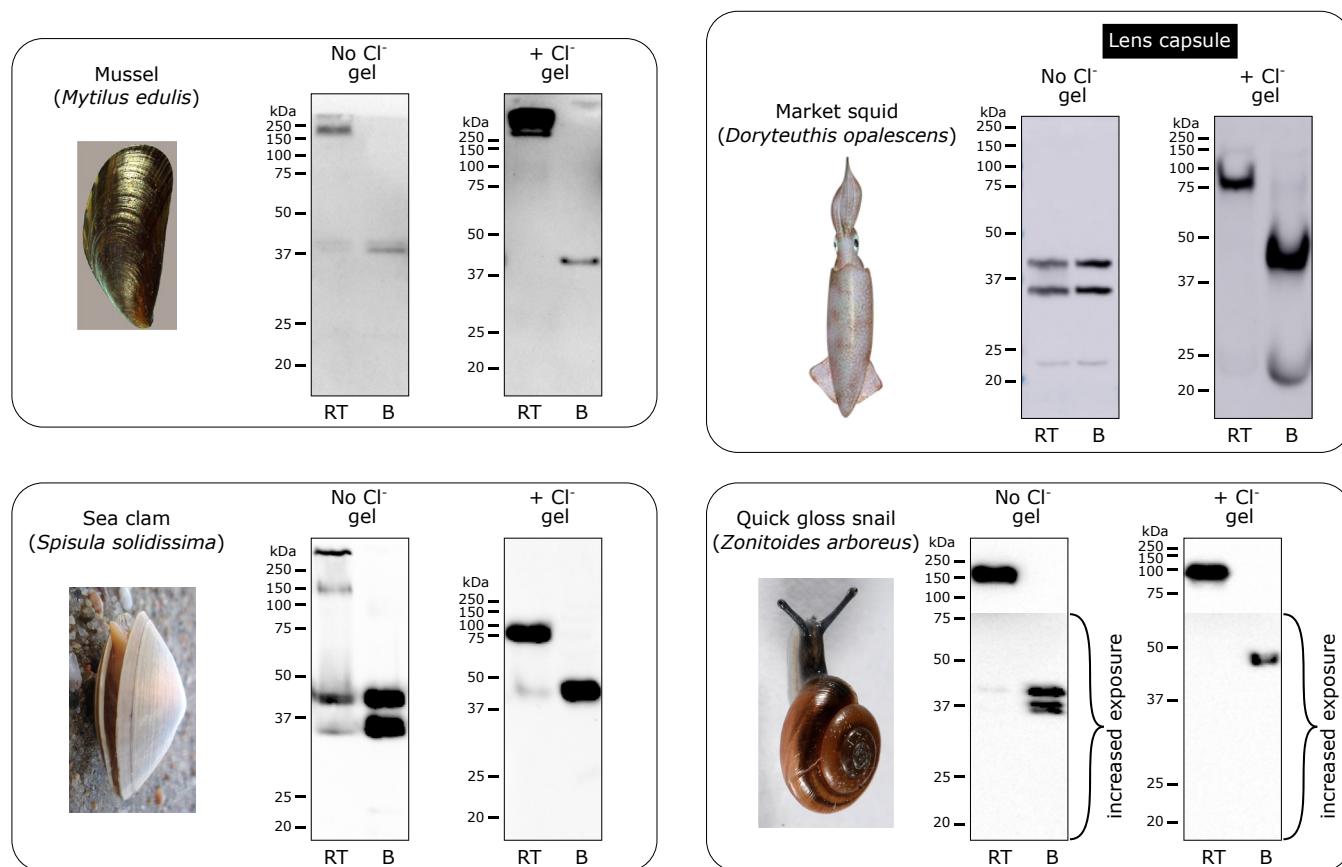 Mussel
(Mytilus edulis)
No Cl⁻
gel
+ Cl⁻
gel
kDa
250
150
100
75
50
37
25
20
RT B
kDa
250
150
100
75
50
37
25
20
RT B
Lens capsule
Market squid
(Doryteuthis opalescens)
No Cl⁻
gel
+ Cl⁻
gel
kDa
250
150
100
75
50
37
25
20
RT B
kDa
250
150
100
75
50
37
25
20
RT B
Sea clam
(Spisula solidissima)
No Cl⁻
gel
+ Cl⁻
gel
kDa
250
150
100
75
50
37
25
20
RT B
kDa
250
150
100
75
50
37
25
20
RT B
Quick gloss snail
(Zonitoides arboreus)
No Cl⁻
gel
+ Cl⁻
gel
kDa
250
150
100
75
50
37
25
20
RT B
increased exposure
kDa
250
150
100
75
50
37
25
20
RT B
increased exposure